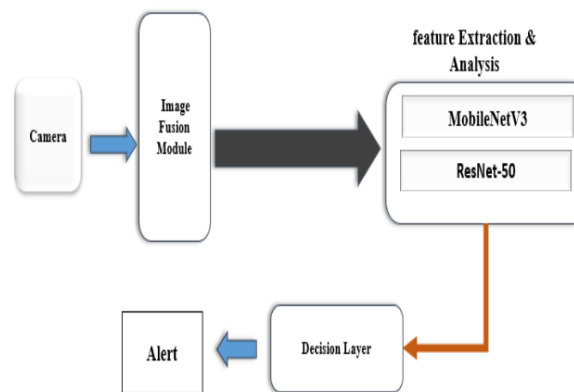 feature Extraction &
Analysis
Camera
Image
Fusion
Module
MobileNetV3
ResNet-50
Alert
Decision Layer